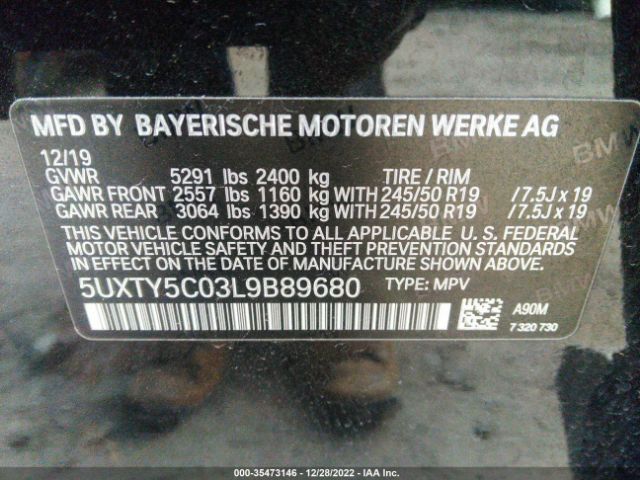 MFD BY BAYERISCHE MOTOREN WERKE AG
12/19
GVWR 5291 lbs 2400 kg TIRE / RIM
GAWR FRONT 2557 lbs 1160 kg WITH 245/50 R19 / 7.5J x 19
GAWR REAR 3064 lbs 1390 kg WITH 245/50 R19 / 7.5J x 19
THIS VEHICLE CONFORMS TO ALL APPLICABLE U. S. FEDERAL
MOTOR VEHICLE SAFETY AND THEFT PREVENTION STANDARDS
IN EFFECT ON THE DATE OF MANUFACTURE SHOWN ABOVE.
5UXTY5C03L9B89680 TYPE: MPV
A90M
7 320 730
000-35473146 • 12/28/2022 • IAA Inc.